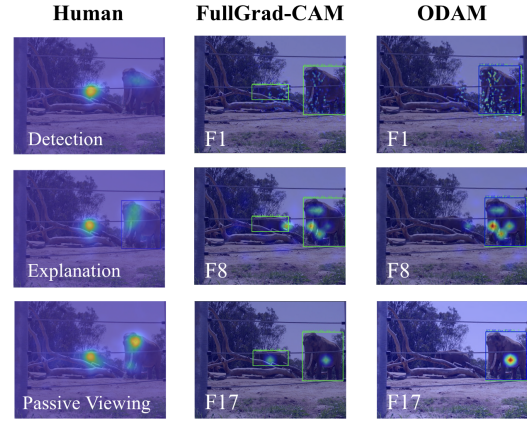 Human FullGrad-CAM ODAM
Detection F1 F1
Explanation F8 F8
Passive Viewing F17 F17